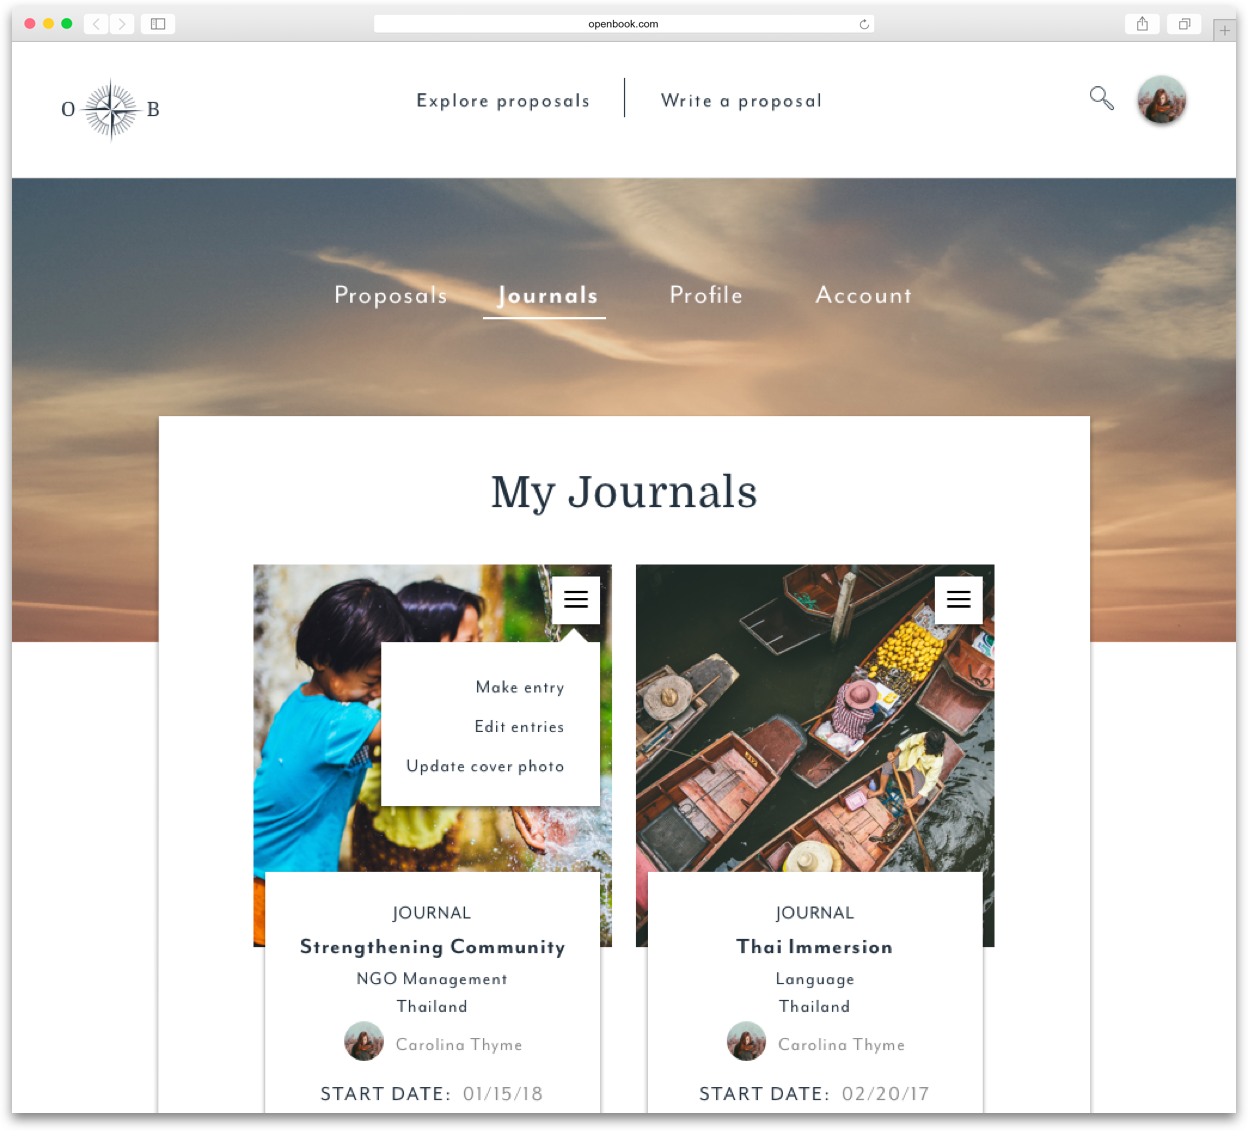 openbook.com
O B
Explore proposals
Write a proposal
Proposals
Journals
Profile
Account
My Journals
Make entry
Edit entries
Update cover photo
JOURNAL
Strengthening Community
NGO Management
Thailand
Carolina Thyme
START DATE: 01/15/18
JOURNAL
Thai Immersion
Language
Thailand
Carolina Thyme
START DATE: 02/20/17